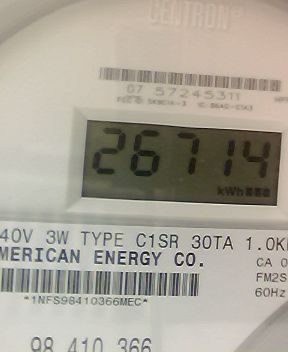 CENTRON®
07 57245311
26714
kWh
40V 3W TYPE C1SR 30TA 1.0K
MERICAN ENERGY CO.
CA 0
FM2S
60Hz
*1NFS98410366MEC*
98 410 366